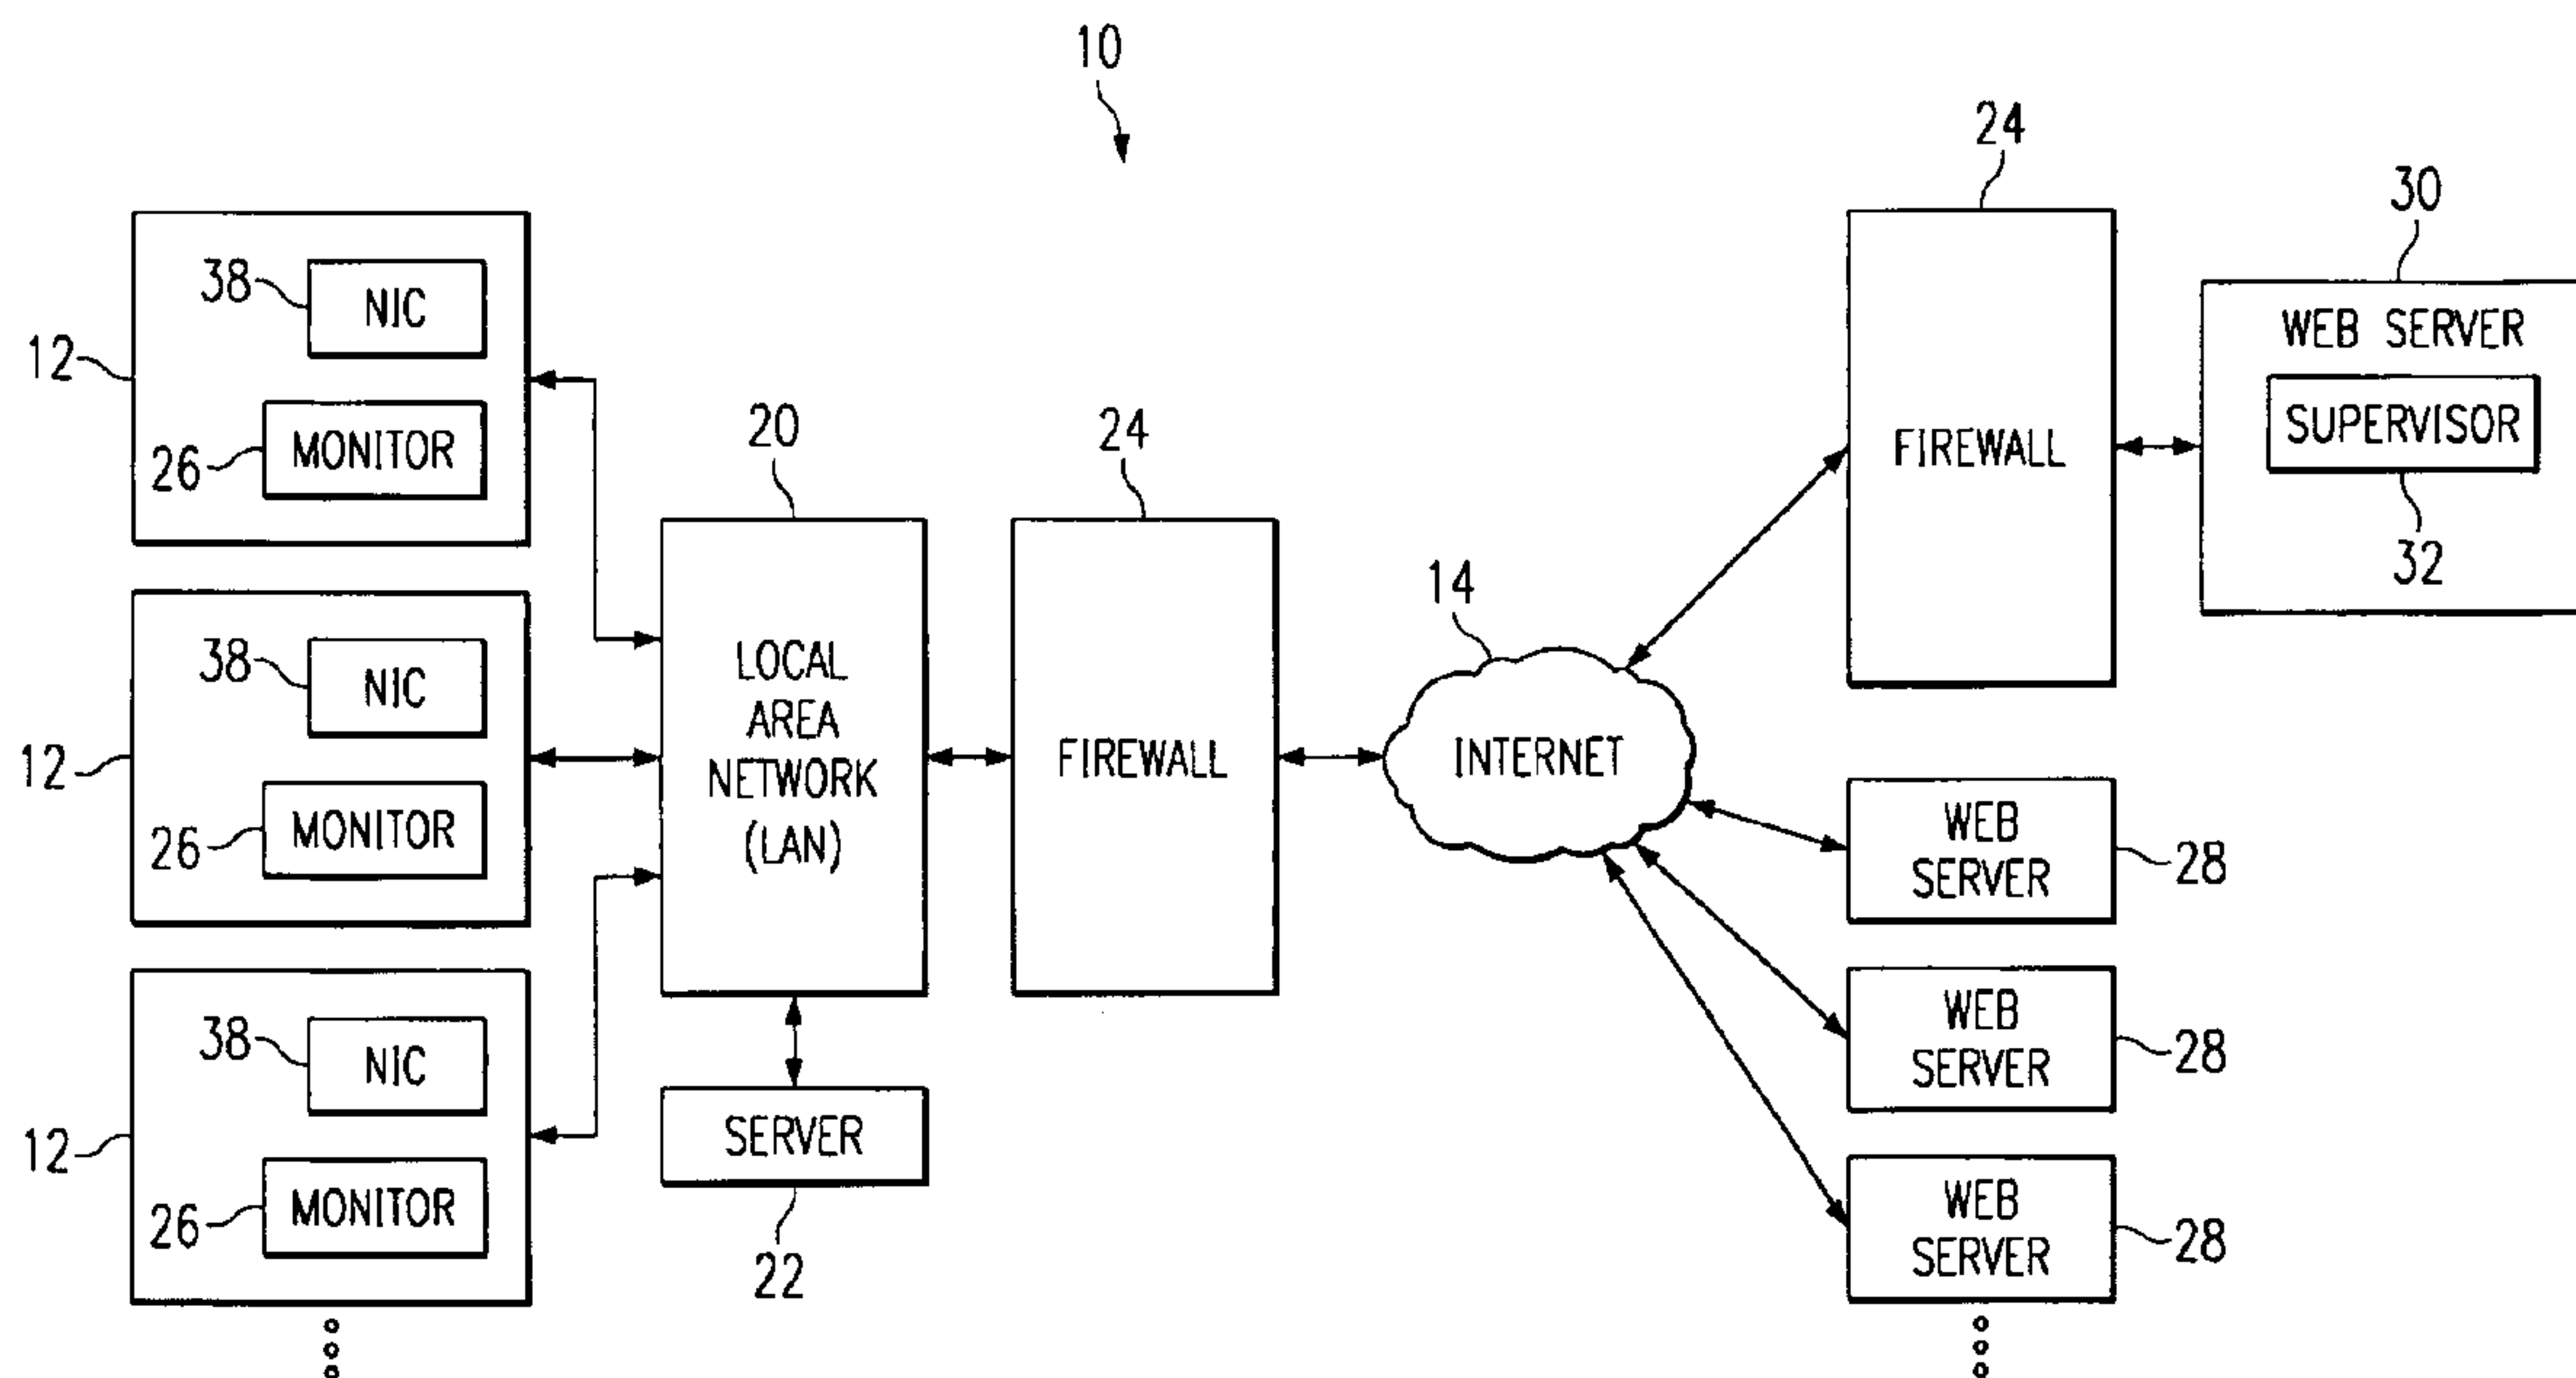 10
12
38
NIC
26
MONITOR
12
38
NIC
26
MONITOR
12
38
NIC
26
MONITOR
20
LOCAL
AREA
NETWORK
(LAN)
SERVER
22
24
FIREWALL
14
INTERNET
24
FIREWALL
30
WEB SERVER
SUPERVISOR
32
WEB
SERVER
28
WEB
SERVER
28
WEB
SERVER
28